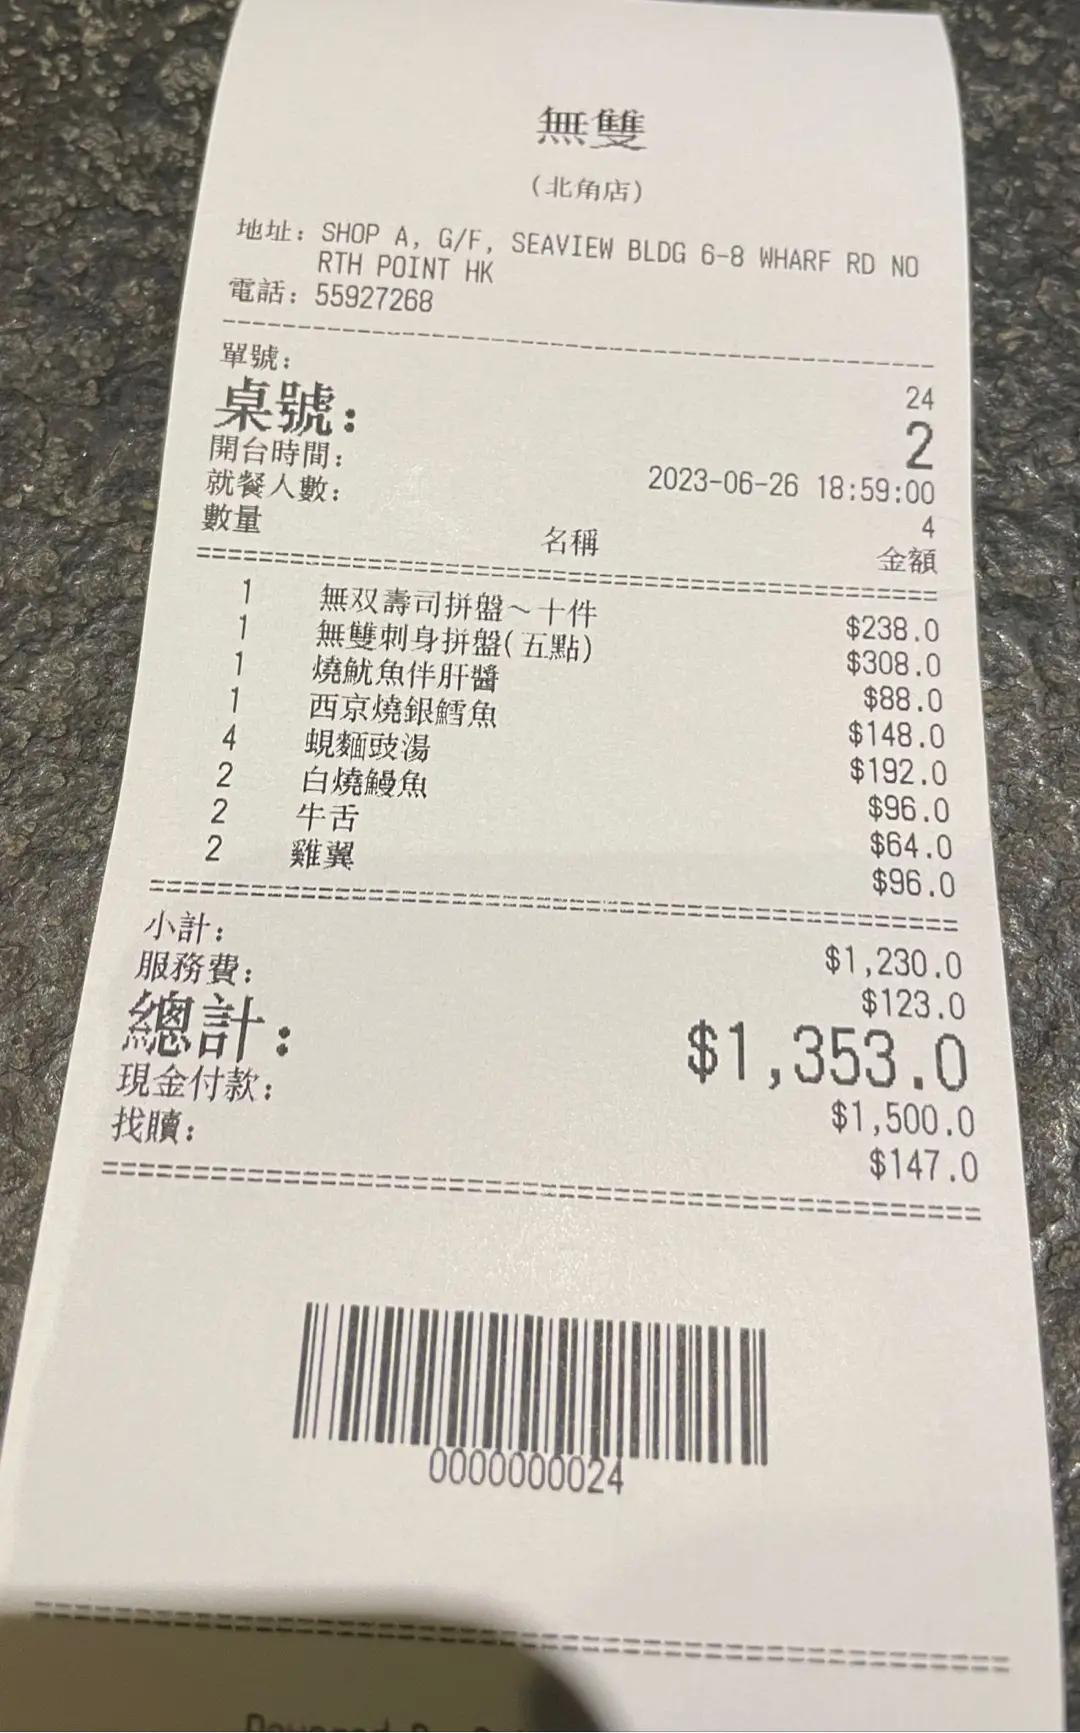 無雙
(北角店)
地址: SHOP A, G/F, SEAVIEW BLDG 6-8 WHARF RD NO
RTH POINT HK
電話: 55927268
單號: 24
桌號: 2
開台時間: 2023-06-26 18:59:00
就餐人數: 4
數量 名稱 金額
1 無双壽司拼盤～十件 $238.0
1 無雙刺身拼盤(五點) $308.0
1 燒魷魚伴肝醬 $88.0
1 西京燒銀鱈魚 $148.0
4 蜆麵豉湯 $192.0
2 白燒鰻魚 $96.0
2 牛舌 $64.0
2 雞翼 $96.0
小計: $1,230.0
服務費: $123.0
總計: $1,353.0
現金付款: $1,500.0
找贖: $147.0
0000000024